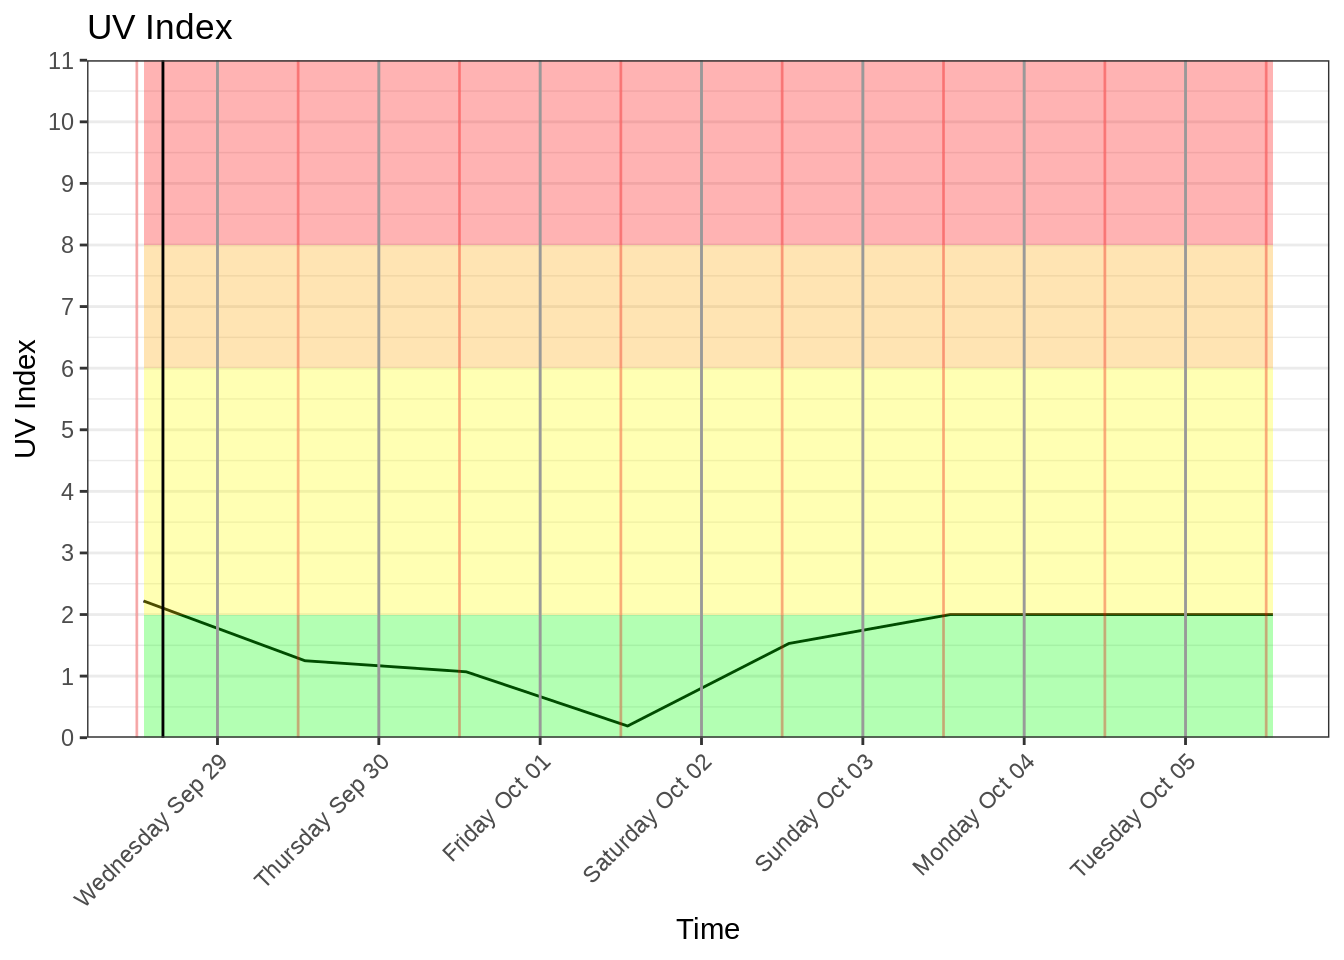 UV Index
11
10
9
8
7
6
5
4
3
2
1
0
UV Index
Wednesday Sep 29
Thursday Sep 30
Friday Oct 01
Saturday Oct 02
Sunday Oct 03
Monday Oct 04
Tuesday Oct 05
Time